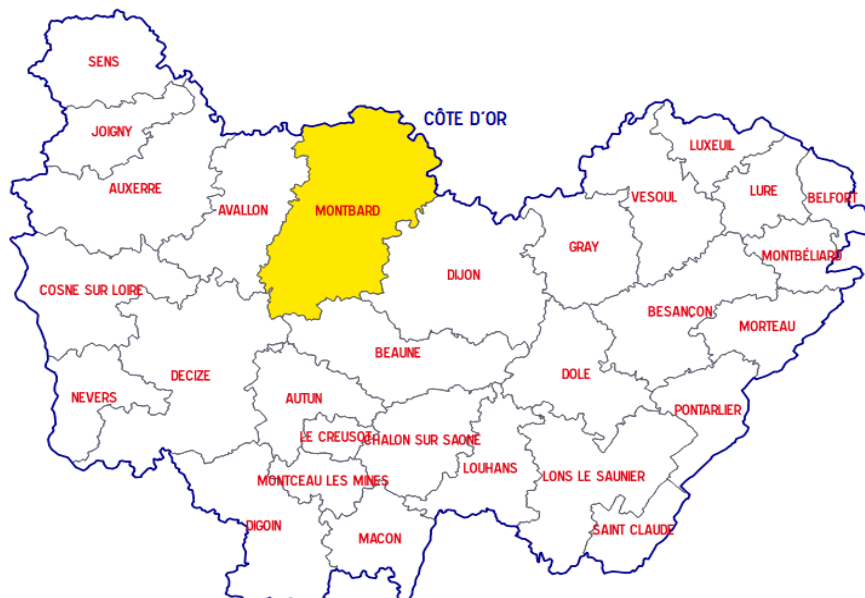 SENS
CÔTE D'OR
JOIGNY
LUXEUIL
AUXERRE
LURE
VESOUL
BELFORT
AVALLON
MONTBARD
GRAY
MONTBÉLIARD
DIJON
COSNE SUR LOIRE
BESANÇON
MORTEAU
BEAUNE
DECIZE
DOLE
NEVERS
AUTUN
PONTARLIER
LE CREUSOT
CHALON SUR SAONE
LOUHANS
LONS LE SAUNIER
MONTCEAU LES MINES
DIGOIN
SAINT CLAUDE
MACON